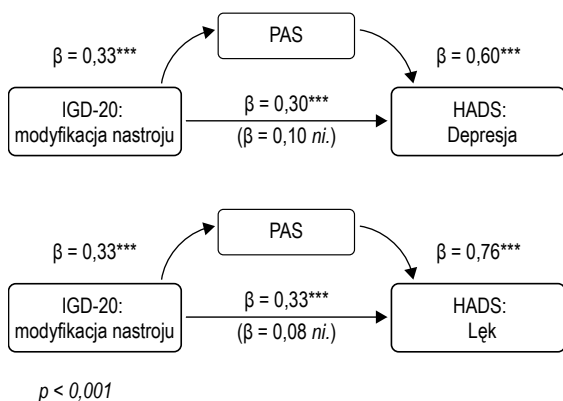 PAS
β = 0,33***
β = 0,60***
IGD-20:
modyfikacja nastroju
β = 0,30***
(β = 0,10 ni.)
HADS:
Depresja
PAS
β = 0,33***
β = 0,76***
IGD-20:
modyfikacja nastroju
β = 0,33***
(β = 0,08 ni.)
HADS:
Lęk
p < 0,001